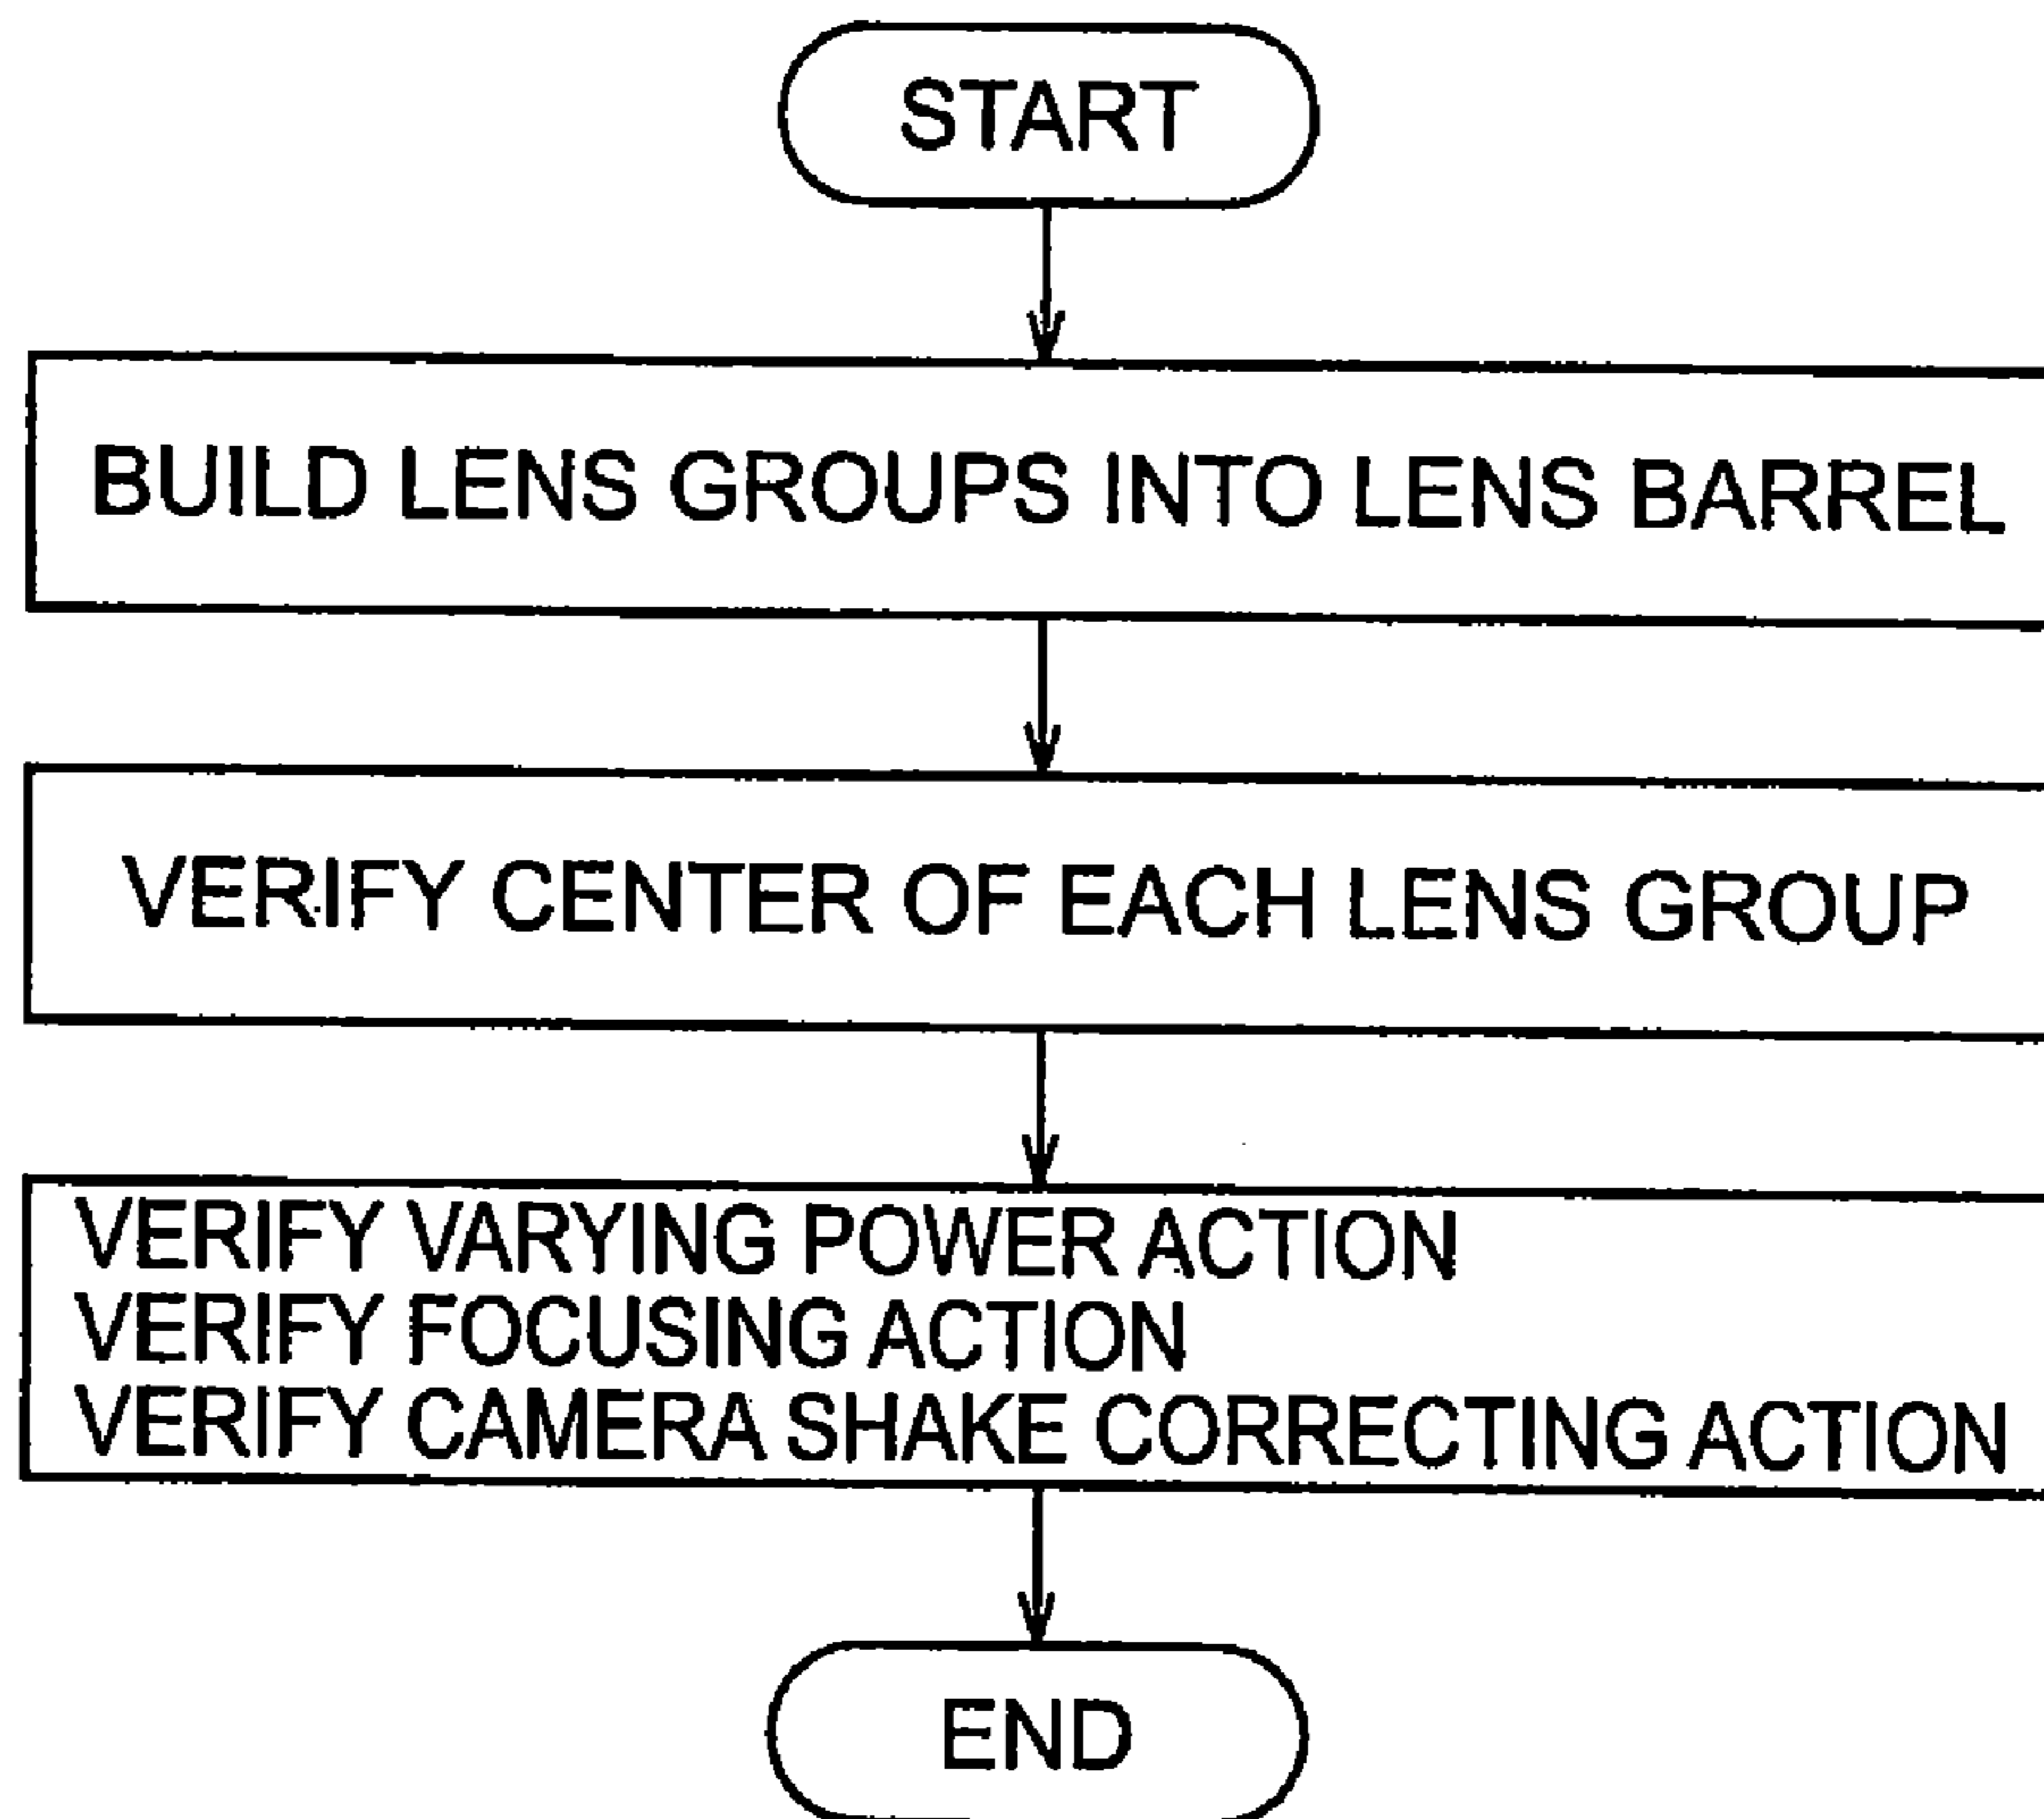 START
BUILD LENS GROUPS INTO LENS BARREL
VERIFY CENTER OF EACH LENS GROUP
VERIFY VARYING POWER ACTION
VERIFY FOCUSING ACTION
VERIFY CAMERA SHAKE CORRECTING ACTION
END